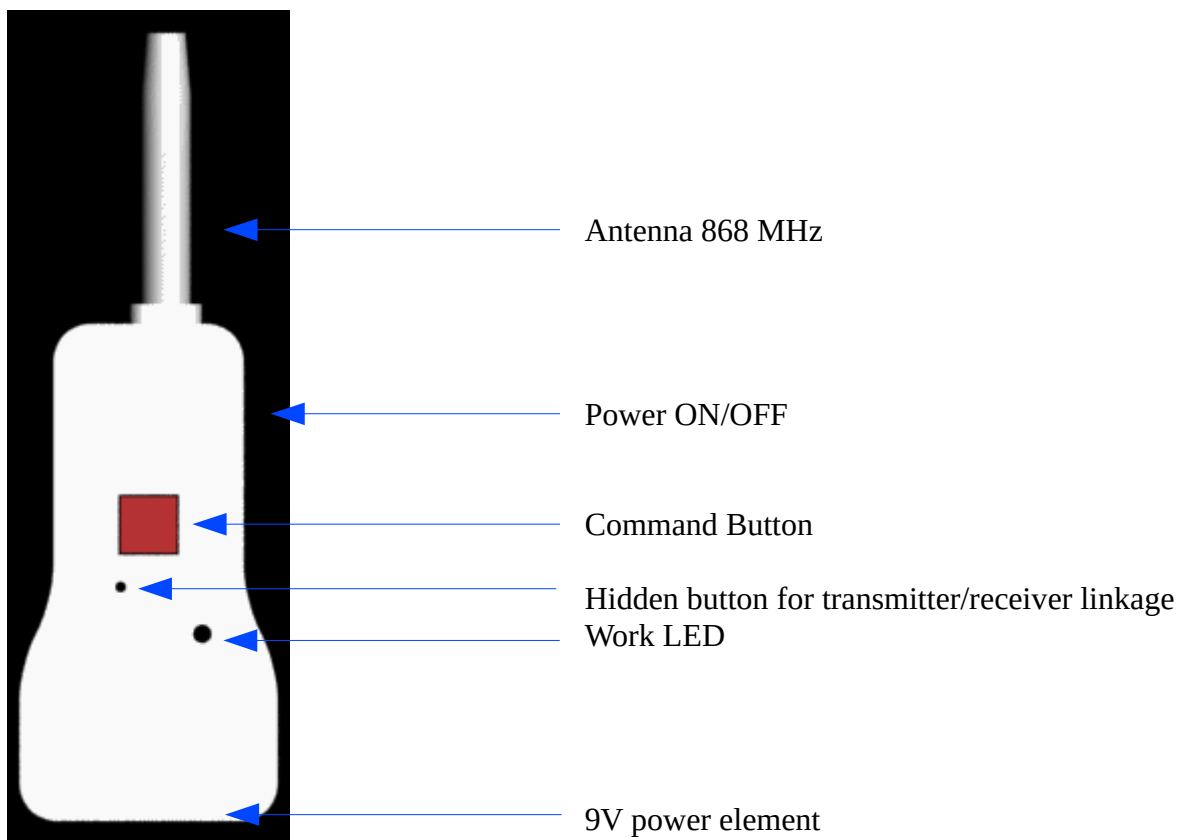 Antenna 868 MHz
Power ON/OFF
Command Button
Hidden button for transmitter/receiver linkage
Work LED
9V power element